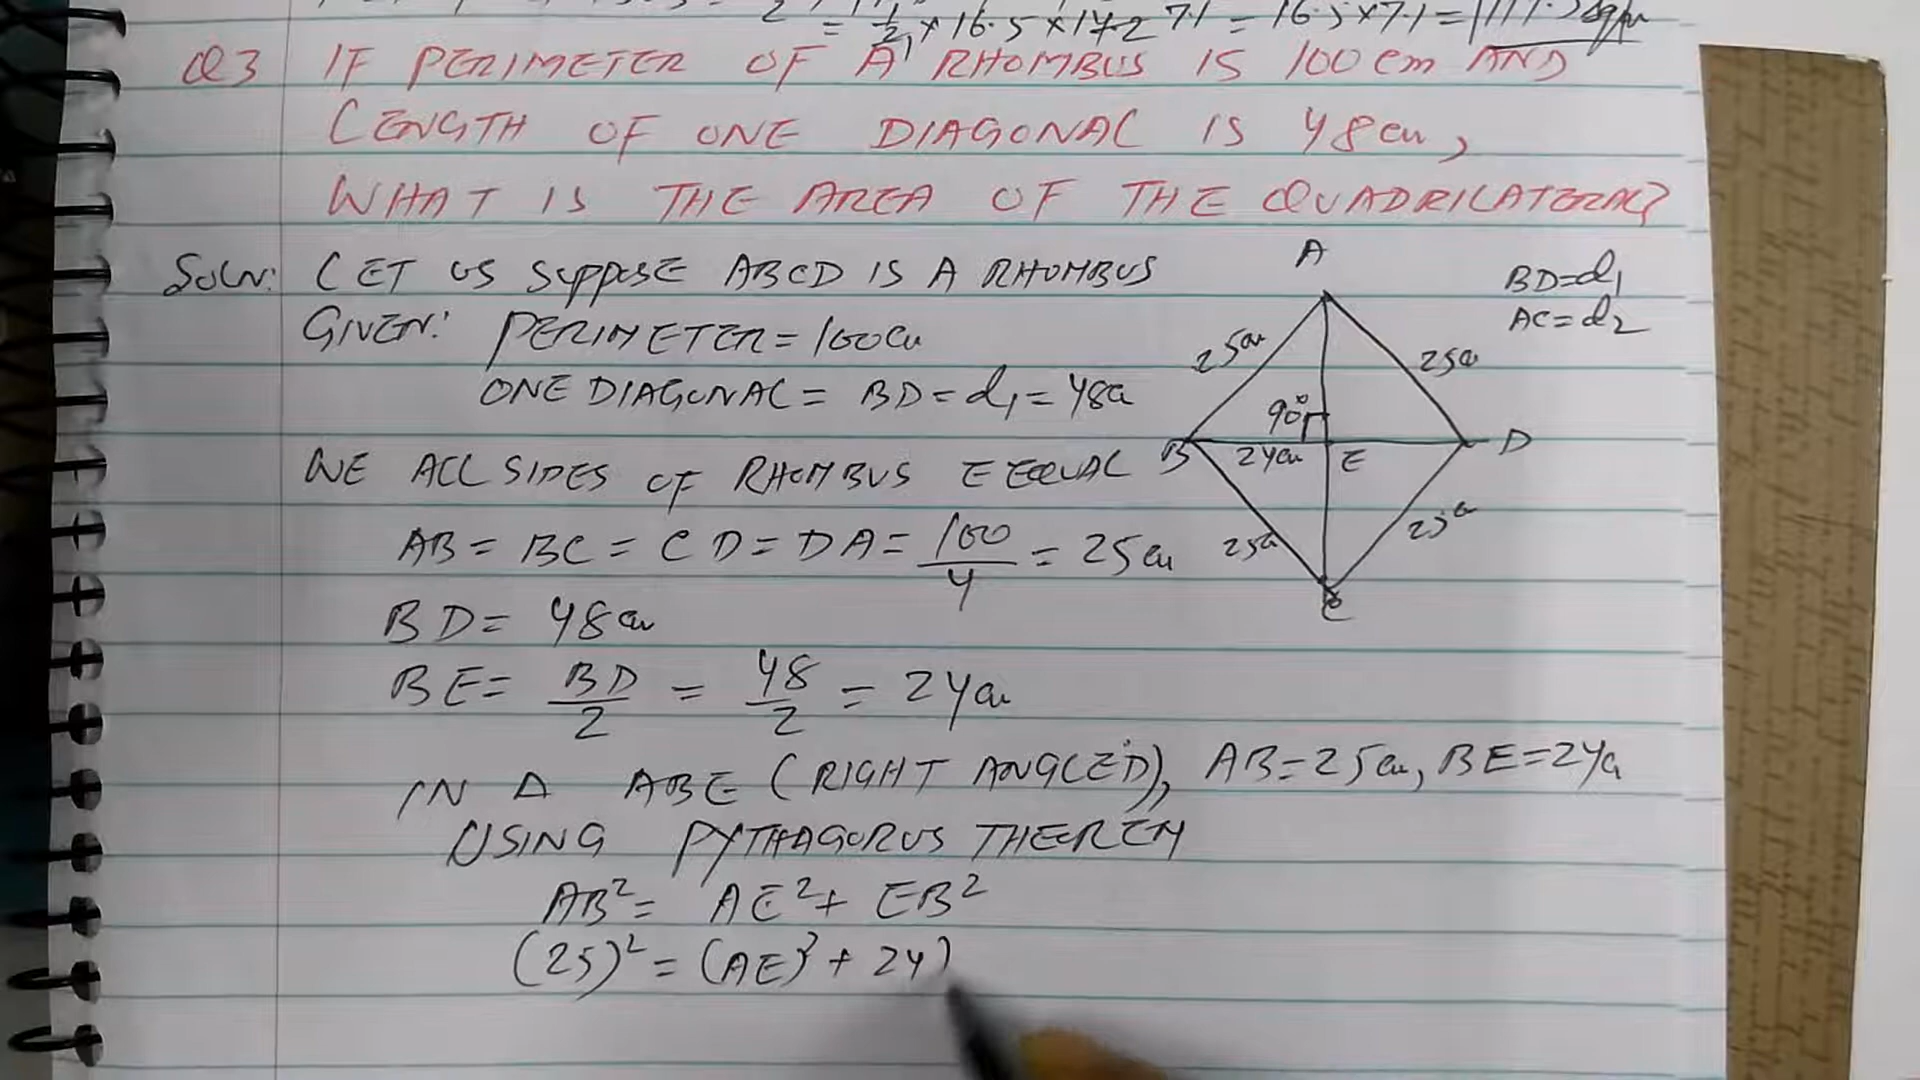 = 1/2 × 16.5 × 14.2 7.1 = 16.5 × 7.1 =
Q3 IF PERIMETER OF A RHOMBUS IS 100 cm AND
LENGTH OF ONE DIAGONAL IS 48 cm,
WHAT IS THE AREA OF THE QUADRILATERAL?
SOLN: LET US SUPPOSE ABCD IS A RHOMBUS
GIVEN: PERIMETER = 100 cm
ONE DIAGONAL = BD = d1 = 48 cm
WE ALL SIDES OF RHOMBUS E EQUAL
AB = BC = CD = DA = 100/4 = 25 cm
BD = 48 cm
BE = BD/2 = 48/2 = 24 cm
IN Δ ABE (RIGHT ANGLED), AB = 25 cm, BE = 24 cm
USING PYTHAGORUS THEOREM
AB² = AE² + EB²
(25)² = (AE)² + 24)
A
BD = d1
AC = d2
25 cm
25 cm
90°
B
24 cm
E
D
25 cm
25 cm
C